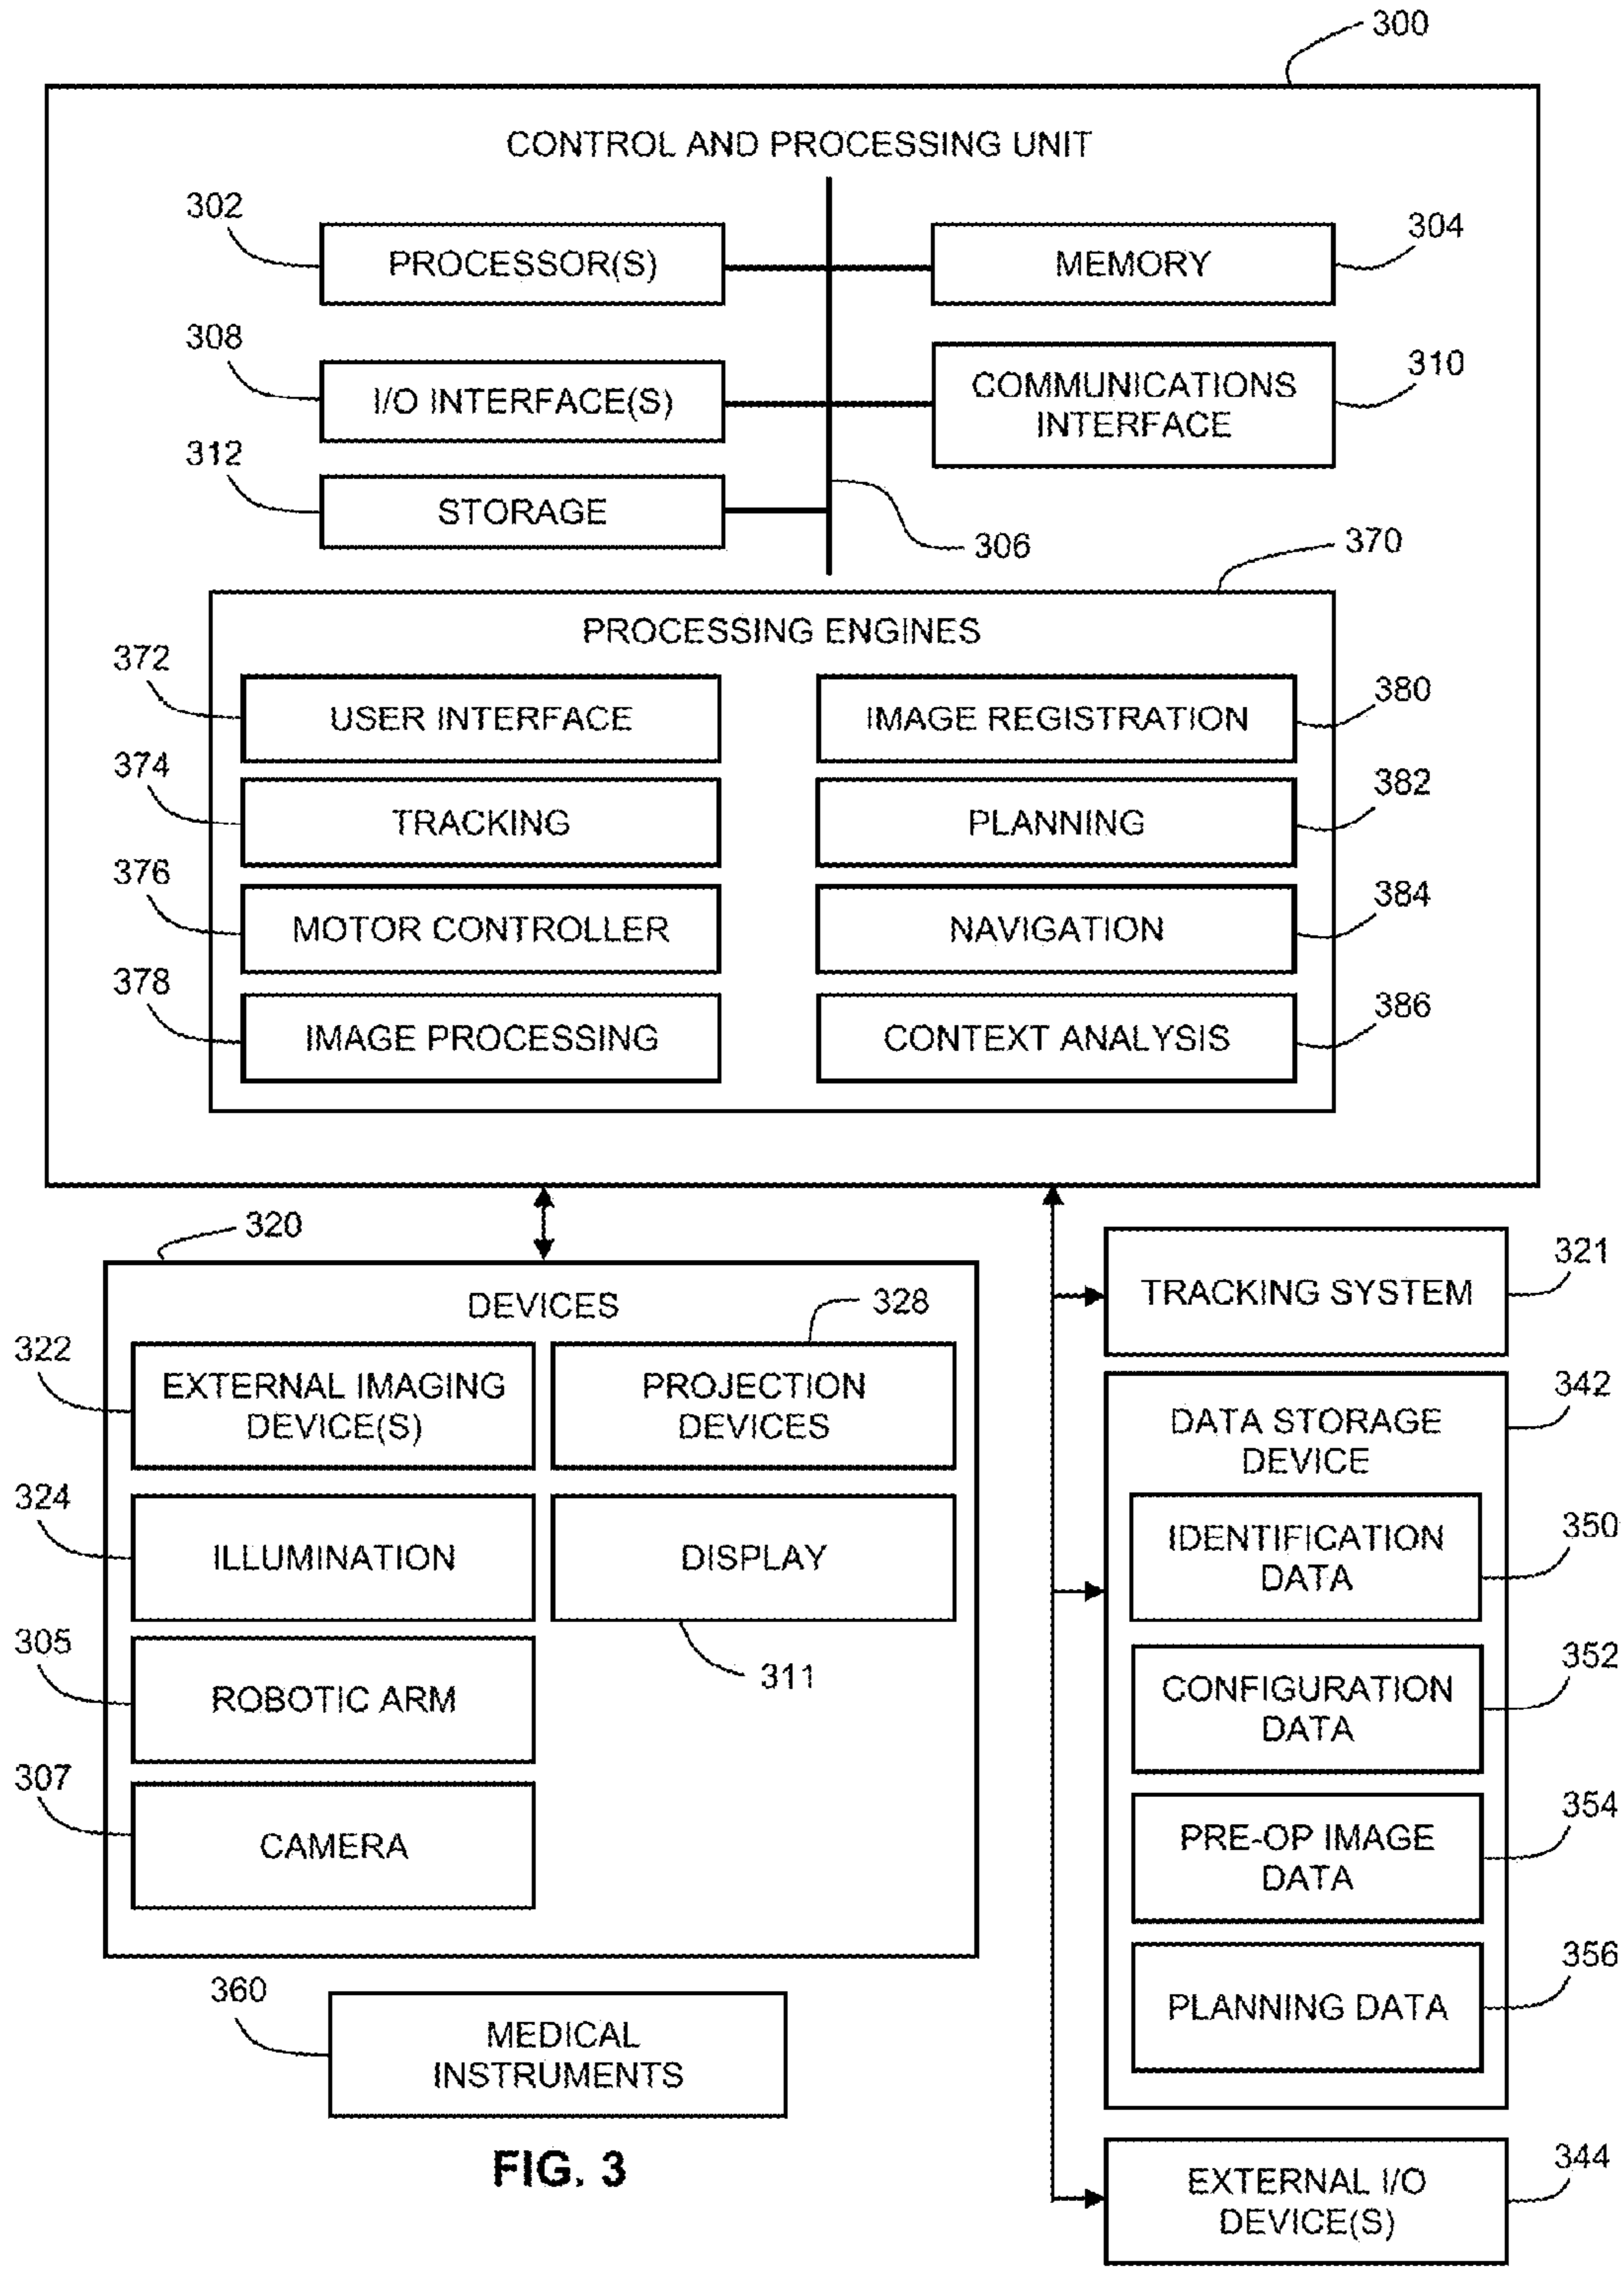 300
CONTROL AND PROCESSING UNIT
302
PROCESSOR(S)
MEMORY
304
308
I/O INTERFACE(S)
COMMUNICATIONS
INTERFACE
310
312
STORAGE
306
370
PROCESSING ENGINES
372
USER INTERFACE
IMAGE REGISTRATION
380
374
TRACKING
PLANNING
382
376
MOTOR CONTROLLER
NAVIGATION
384
378
IMAGE PROCESSING
CONTEXT ANALYSIS
386
320
DEVICES
322
EXTERNAL IMAGING
DEVICE(S)
328
PROJECTION
DEVICES
324
ILLUMINATION
DISPLAY
311
305
ROBOTIC ARM
307
CAMERA
360
MEDICAL
INSTRUMENTS
TRACKING SYSTEM
321
342
DATA STORAGE
DEVICE
IDENTIFICATION
DATA
350
CONFIGURATION
DATA
352
PRE-OP IMAGE
DATA
354
PLANNING DATA
356
EXTERNAL I/O
DEVICE(S)
344
FIG. 3